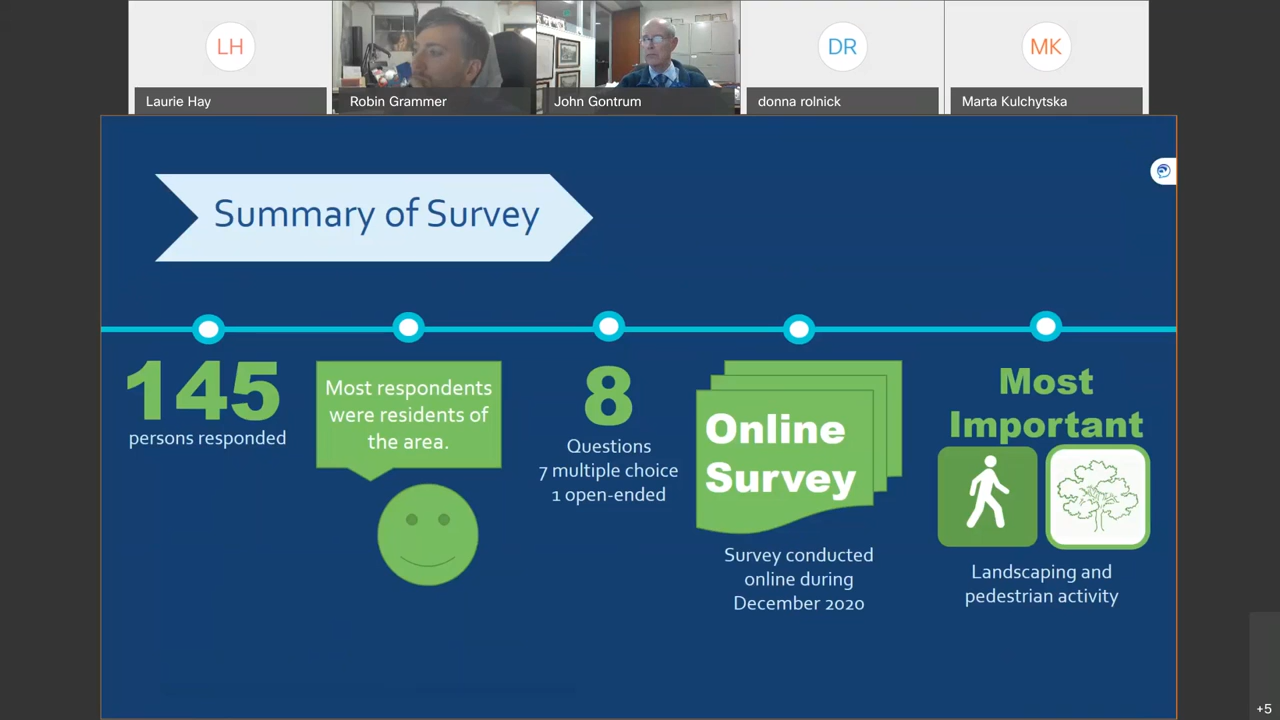 LH
DR
MK
Laurie Hay
Robin Grammer
John Gontrum
donna rolnick
Marta Kulchytska
Summary of Survey
145
persons responded
Most respondents
were residents of
the area.
8
Questions
7 multiple choice
1 open-ended
Online
Survey
Survey conducted
online during
December 2020
Most
Important
Landscaping and
pedestrian activity
+5